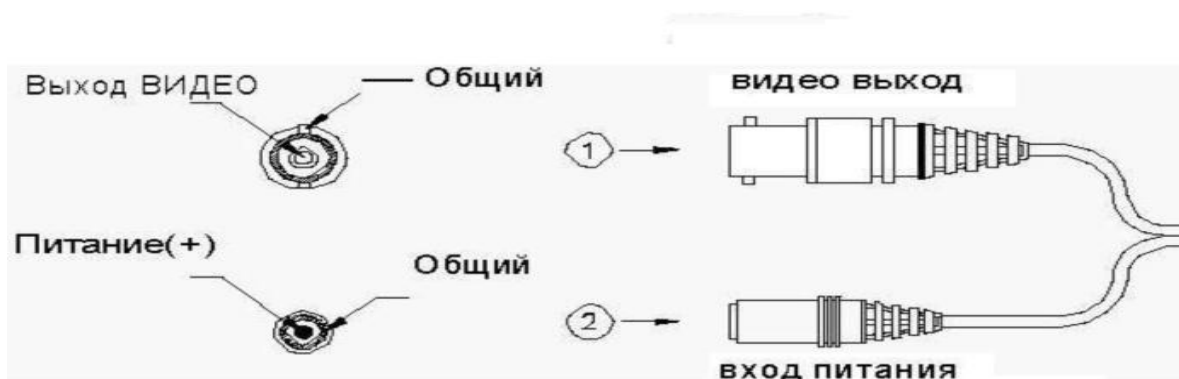 Выход ВИДЕО
Общий
видео выход
1
Питание(+)
Общий
2
вход питания